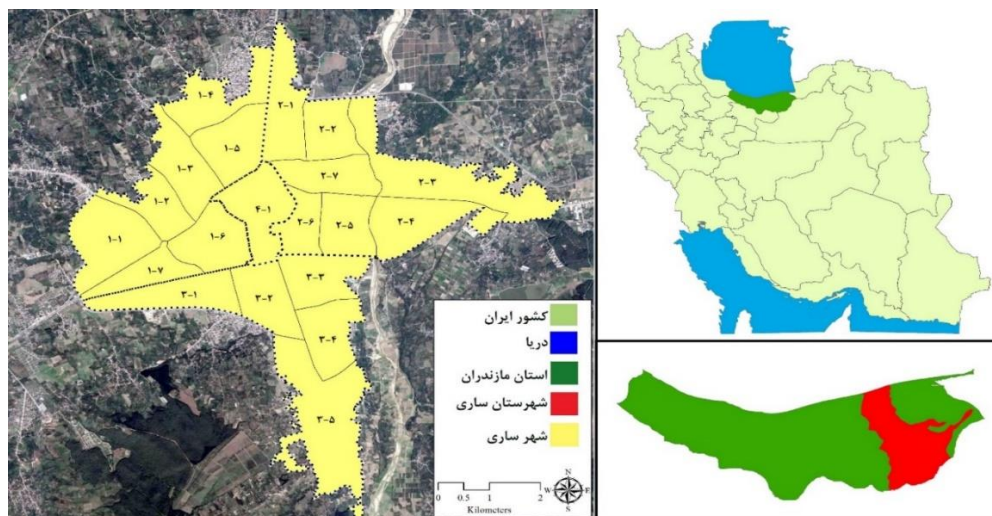 ۱-۴
۲-۱
۱-۵
۲-۲
۱-۳
۲-۷
۲-۳
۱-۲
۴-۱
۱-۱
۱-۶
۲-۶
۲-۵
۲-۴
۱-۷
۳-۳
۳-۱
۳-۲
۳-۴
۳-۵
کشور ایران
دریا
استان مازندران
شهرستان ساری
شهر ساری
0 0.5 1 2
Kilometers
N
W E
S